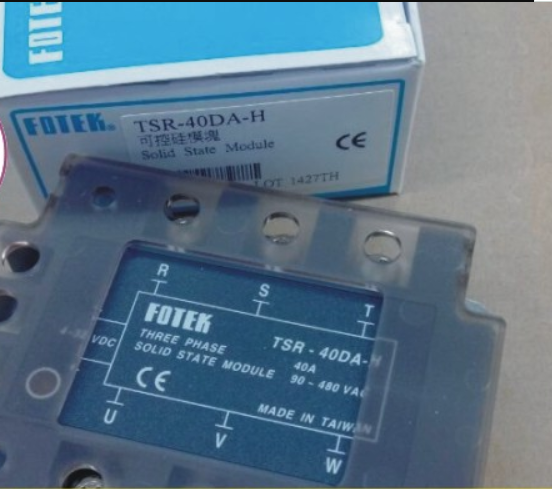 FOTEK
FOTEK
TSR-40DA-H
可控硅模塊
Solid State Module
CE
LOT 1427TH
R
S
T
FOTEK
THREE PHASE
SOLID STATE MODULE
TSR - 40DA-H
40A
90 ~ 480 VAC
VDC
CE
MADE IN TAIWAN
U
V
W